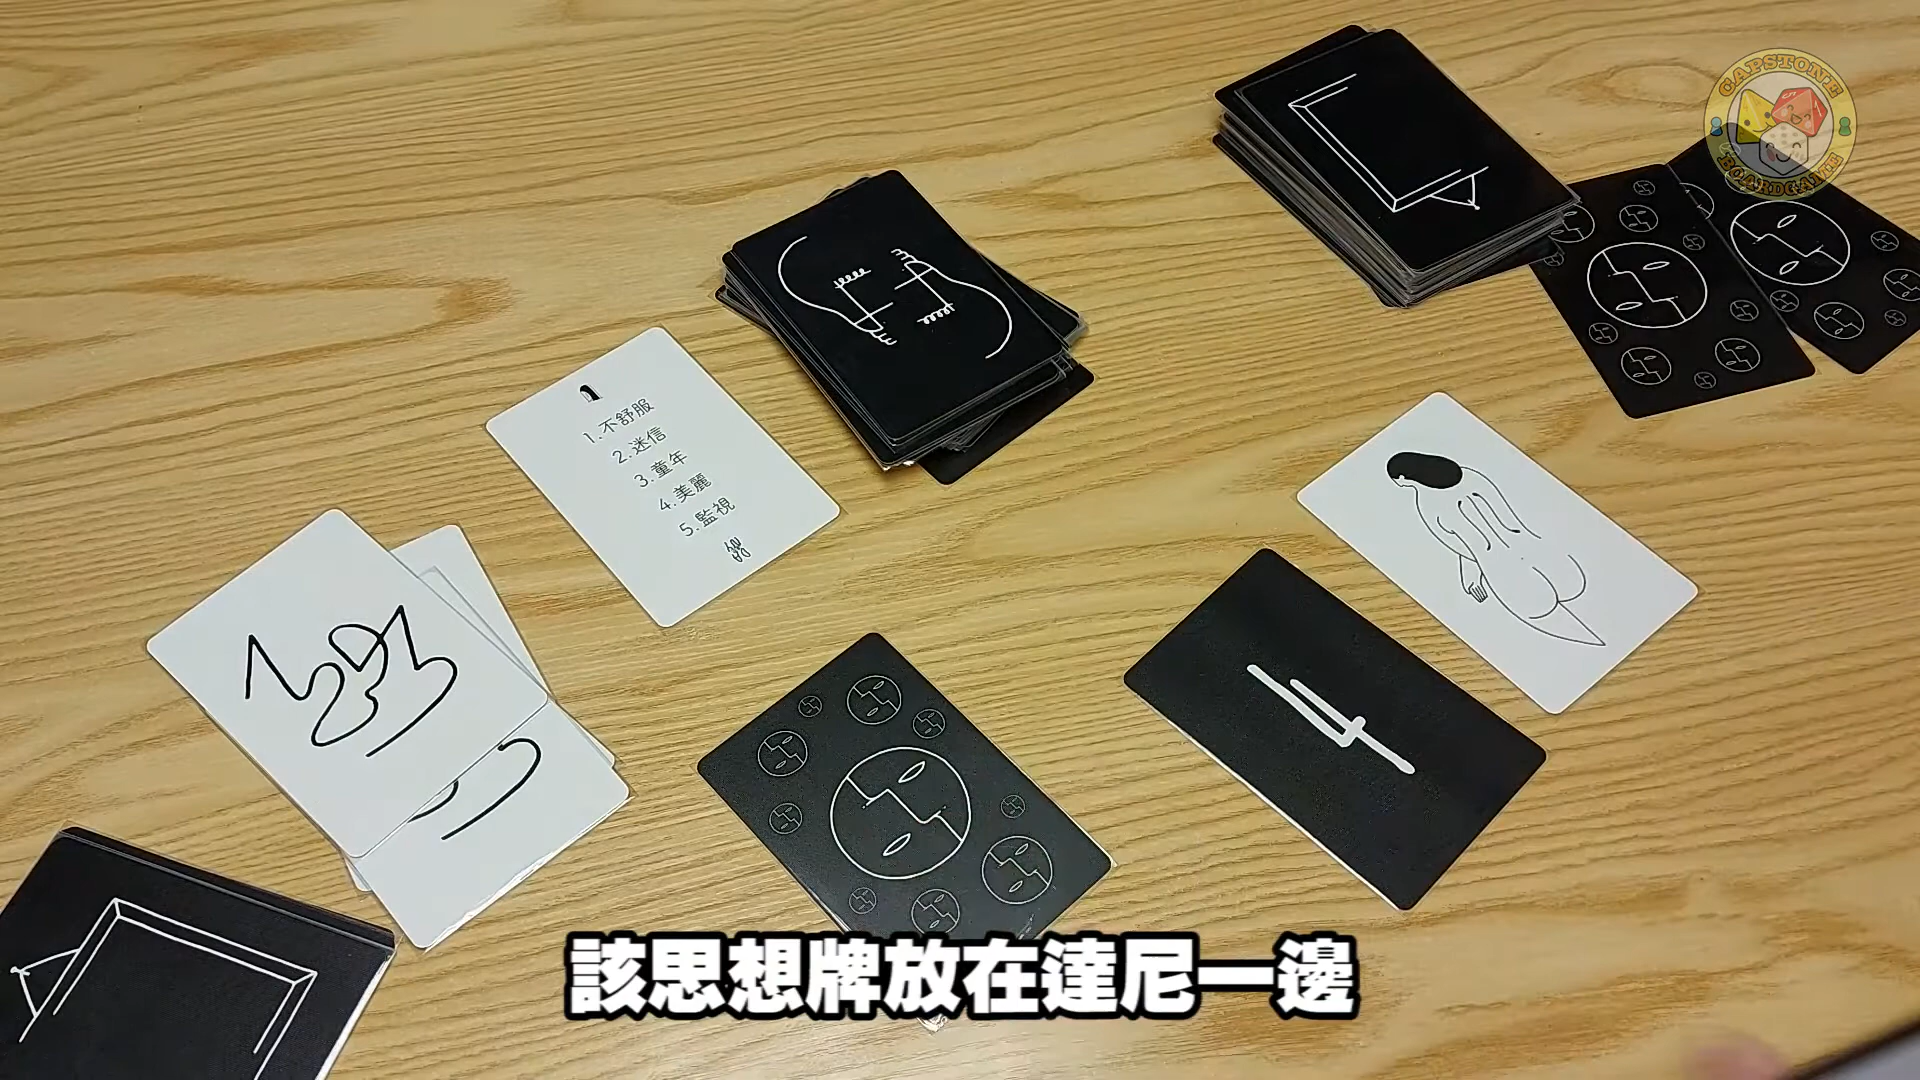 CAPSTONE
BOARDGAME
1. 不舒服
2. 迷信
3. 童年
4. 美麗
5. 監視
4
該思想牌放在達尼一邊